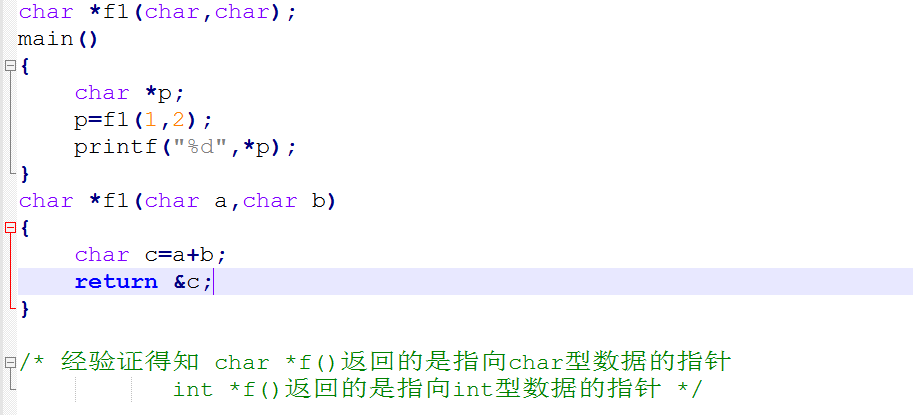 char *f1(char,char);
main()
{
char *p;
p=f1(1,2);
printf("%d",*p);
}
char *f1(char a,char b)
{
char c=a+b;
return &c;
}
/* 经验证得知 char *f()返回的是指向char型数据的指针
int *f()返回的是指向int型数据的指针 */